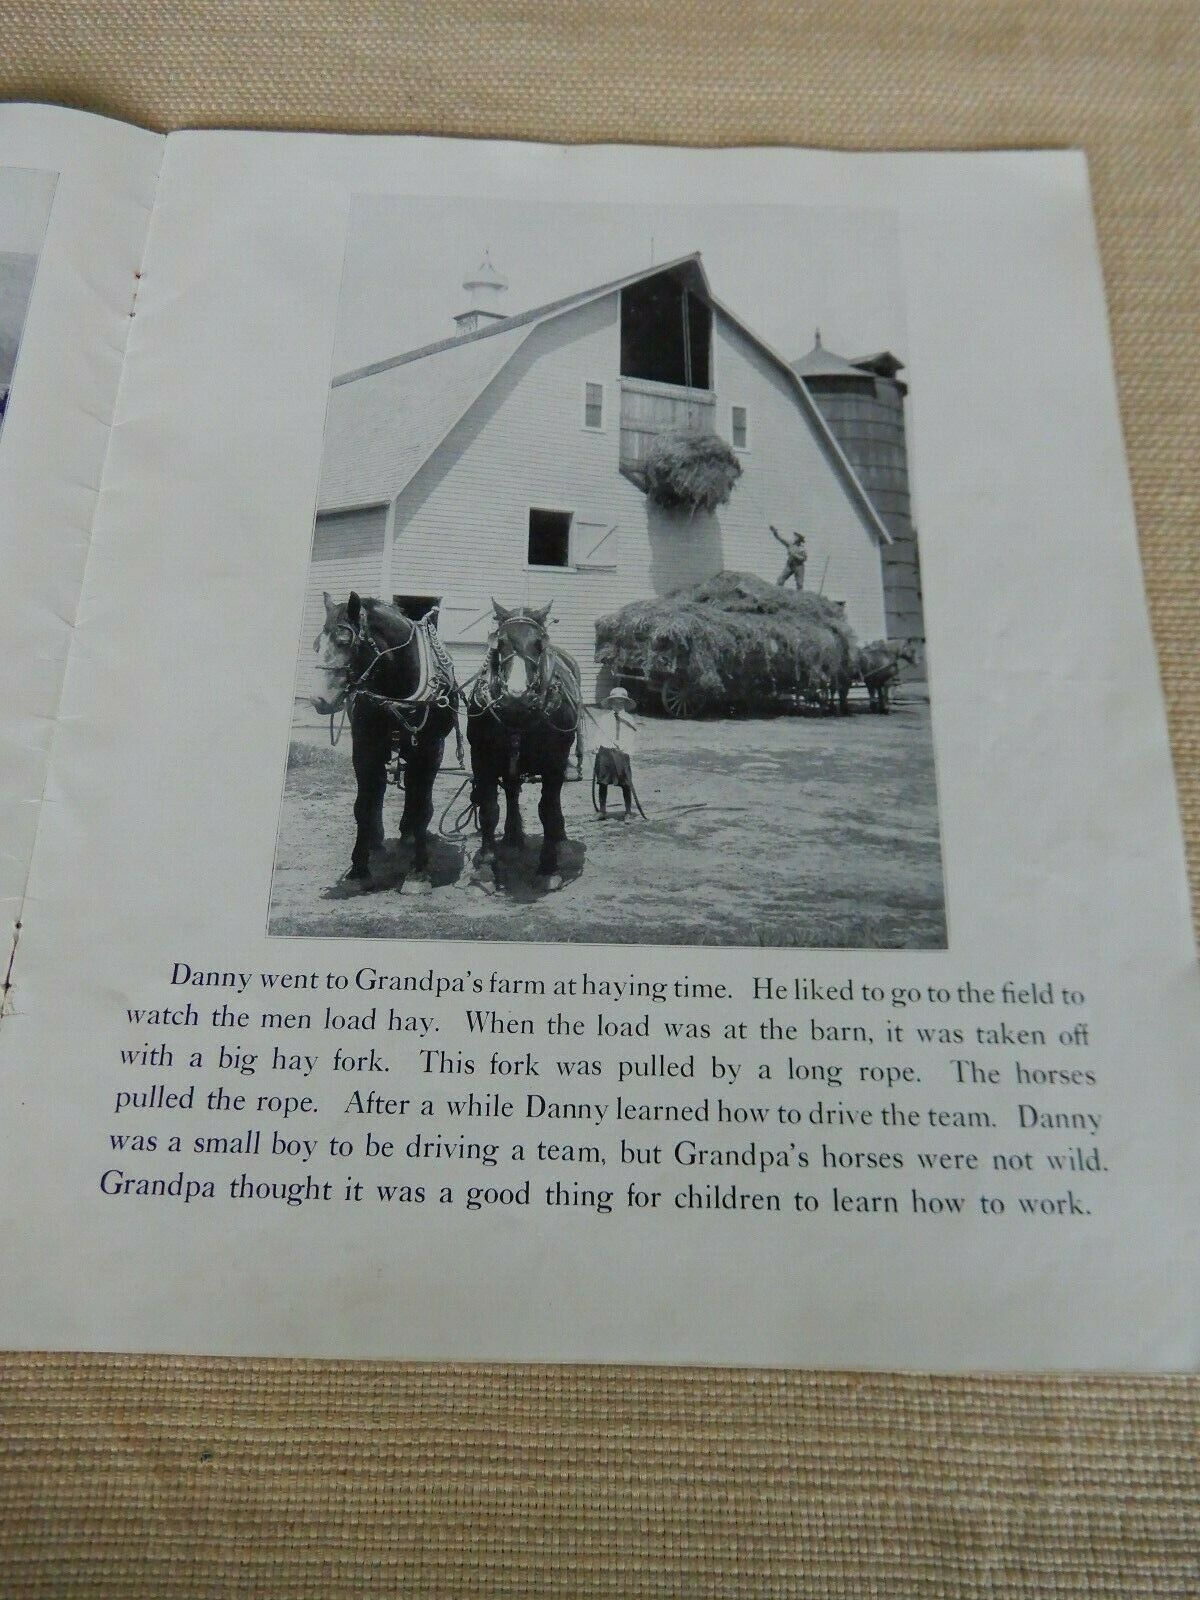 Danny went to Grandpa's farm at haying time. He liked to go to the field to
watch the men load hay. When the load was at the barn, it was taken off
with a big hay fork. This fork was pulled by a long rope. The horses
pulled the rope. After a while Danny learned how to drive the team. Danny
was a small boy to be driving a team, but Grandpa's horses were not wild.
Grandpa thought it was a good thing for children to learn how to work.